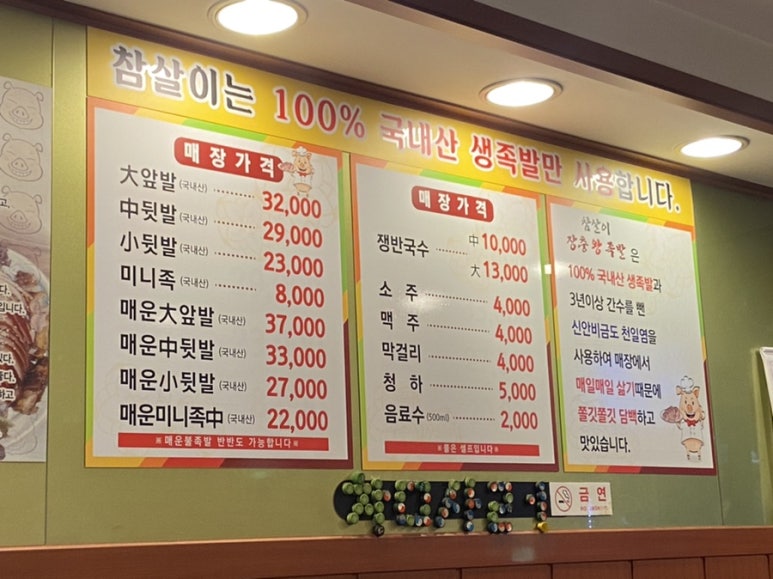 참살이는 100% 국내산 생족발만 사용합니다.
매장가격
大앞발 (국내산) 32,000
中뒷발 (국내산) 29,000
小뒷발 (국내산) 23,000
미니족 (국내산) 8,000
매운大앞발 (국내산) 37,000
매운中뒷발 (국내산) 33,000
매운小뒷발 (국내산) 27,000
매운미니족中 (국내산) 22,000
※매운불족발 반반도 가능합니다※
매장가격
쟁반국수 中 10,000
大 13,000
소주 4,000
맥주 4,000
막걸리 4,000
청하 5,000
음료수 (500ml) 2,000
※물은 셀프입니다※
참살이
장충왕족발은
100% 국내산 생족발과
3년이상 간수를 뺀
신안비금도 천일염을
사용하여 매장에서
매일매일 삶기때문에
쫄깃쫄깃 담백하고
맛있습니다.
금연